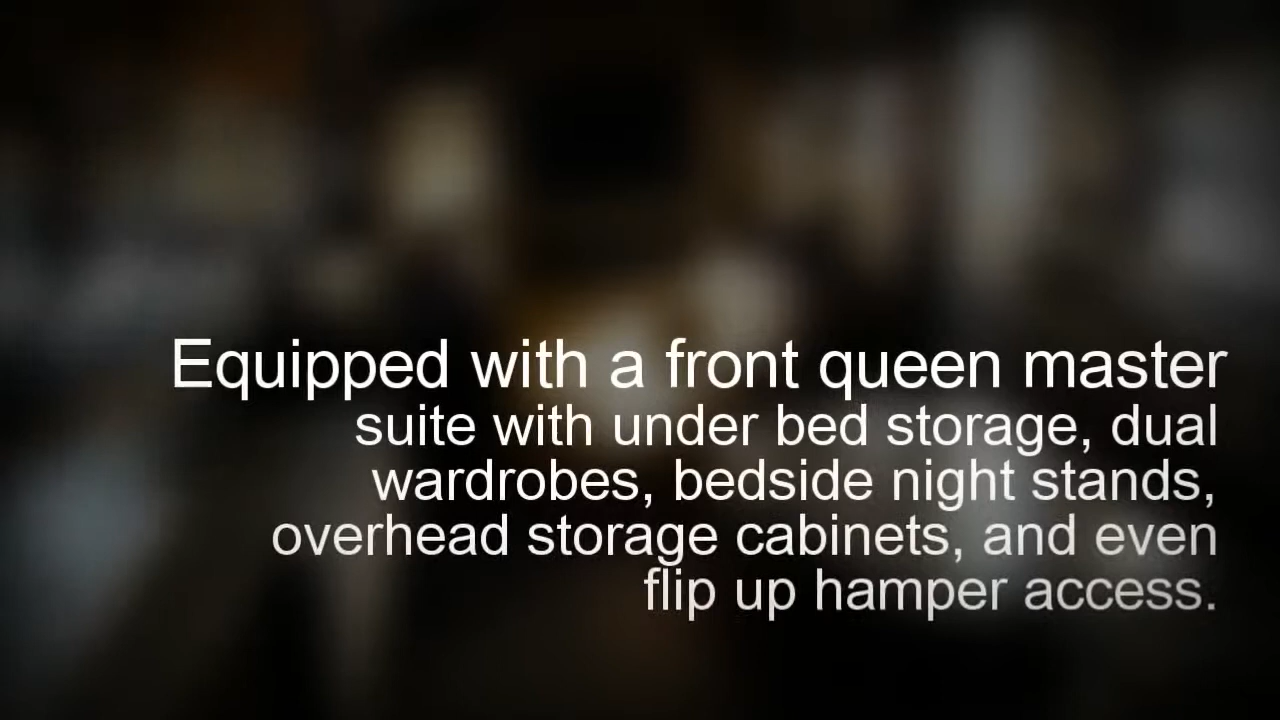 Equipped with a front queen master
suite with under bed storage, dual
wardrobes, bedside night stands,
overhead storage cabinets, and even
flip up hamper access.